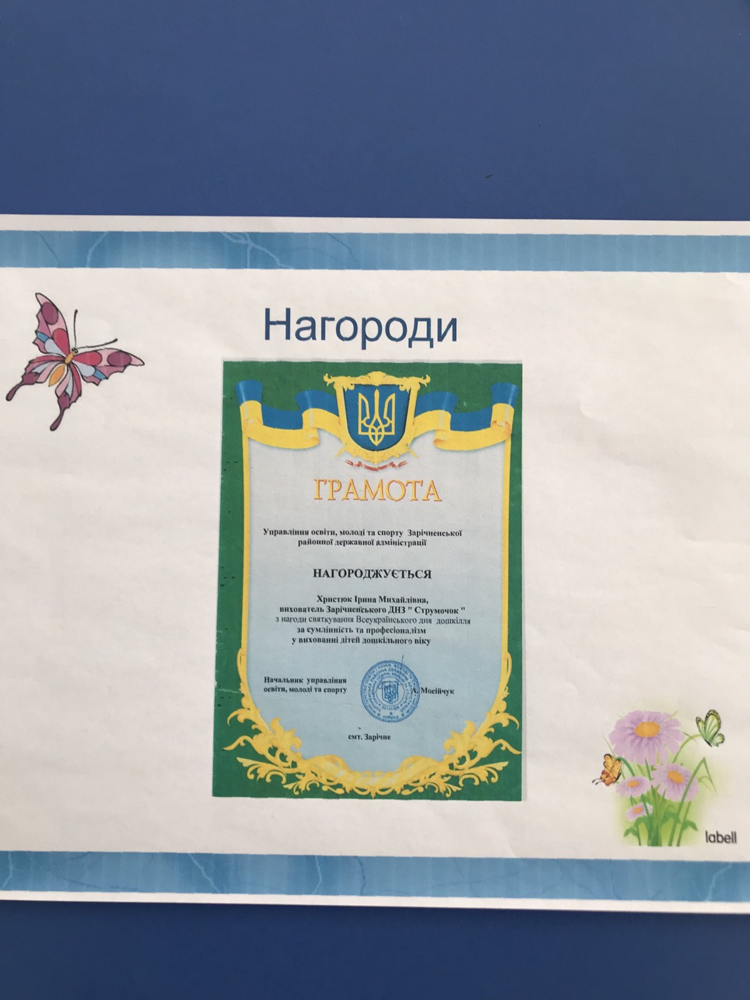 Нагороди
ГРАМОТА
Управління освіти, молоді та спорту Зарічненської
районної державної адміністрації
НАГОРОДЖУЄТЬСЯ
Христюк Ірина Михайлівна,
вихователь Зарічненського ДНЗ " Струмочок "
з нагоди святкування Всеукраїнського дня дошкілля
за сумлінність та професіоналізм
у вихованні дітей дошкільного віку
Начальник управління
освіти, молоді та спорту А. Мосійчук
смт. Зарічне
labell